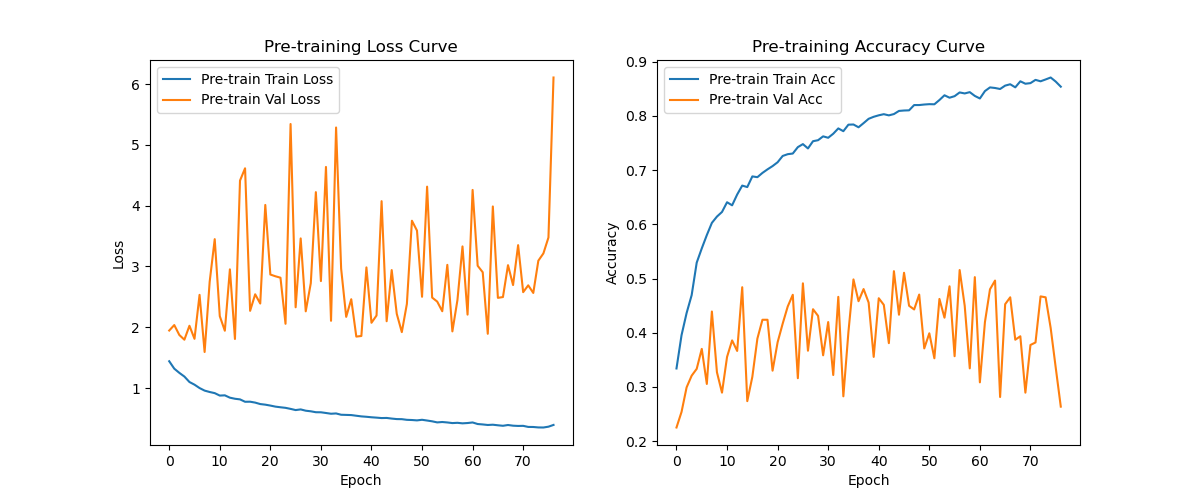 Pre-training Loss Curve
Pre-train Train Loss
Pre-train Val Loss
6
5
4
3
2
1
Loss
0 10 20 30 40 50 60 70
Epoch
Pre-training Accuracy Curve
Pre-train Train Acc
Pre-train Val Acc
0.9
0.8
0.7
0.6
0.5
0.4
0.3
0.2
Accuracy
0 10 20 30 40 50 60 70
Epoch